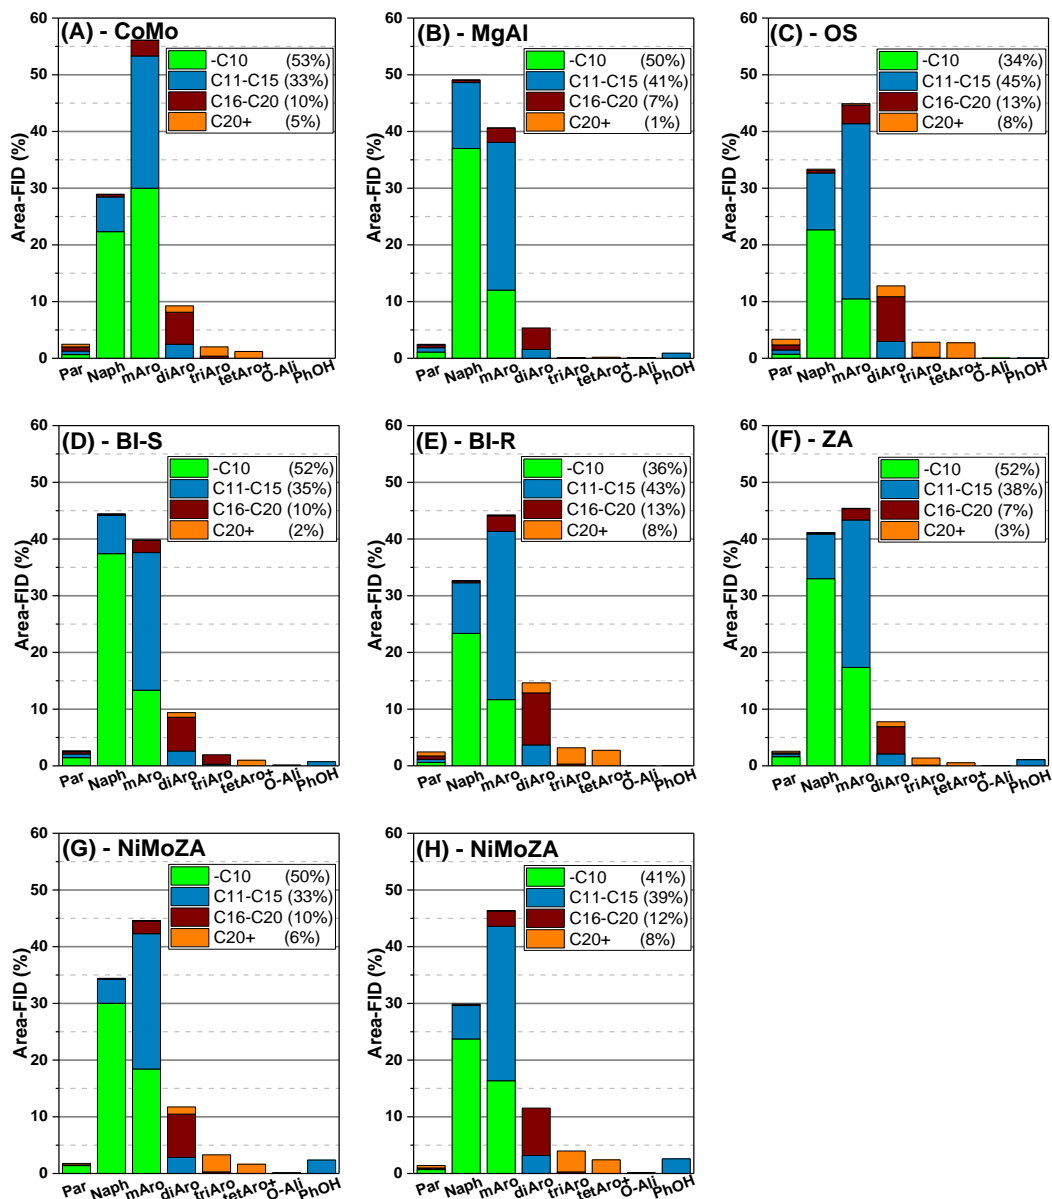 (A) - CoMo
-C10 (53%)
C11-C15 (33%)
C16-C20 (10%)
C20+ (5%)
Area-FID (%)
60
50
40
30
20
10
0
Par Naph mAro diAro triAro tetAro+ O-Ali PhOH
(B) - MgAl
-C10 (50%)
C11-C15 (41%)
C16-C20 (7%)
C20+ (1%)
Area-FID (%)
60
50
40
30
20
10
0
Par Naph mAro diAro triAro tetAro+ O-Ali PhOH
(C) - OS
-C10 (34%)
C11-C15 (45%)
C16-C20 (13%)
C20+ (8%)
Area-FID (%)
60
50
40
30
20
10
0
Par Naph mAro diAro triAro tetAro+ O-Ali PhOH
(D) - BI-S
-C10 (52%)
C11-C15 (35%)
C16-C20 (10%)
C20+ (2%)
Area-FID (%)
60
50
40
30
20
10
0
Par Naph mAro diAro triAro tetAro+ O-Ali PhOH
(E) - BI-R
-C10 (36%)
C11-C15 (43%)
C16-C20 (13%)
C20+ (8%)
Area-FID (%)
60
50
40
30
20
10
0
Par Naph mAro diAro triAro tetAro+ O-Ali PhOH
(F) - ZA
-C10 (52%)
C11-C15 (38%)
C16-C20 (7%)
C20+ (3%)
Area-FID (%)
60
50
40
30
20
10
0
Par Naph mAro diAro triAro tetAro+ O-Ali PhOH
(G) - NiMoZA
-C10 (50%)
C11-C15 (33%)
C16-C20 (10%)
C20+ (6%)
Area-FID (%)
60
50
40
30
20
10
0
Par Naph mAro diAro triAro tetAro+ O-Ali PhOH
(H) - NiMoZA
-C10 (41%)
C11-C15 (39%)
C16-C20 (12%)
C20+ (8%)
Area-FID (%)
60
50
40
30
20
10
0
Par Naph mAro diAro triAro tetAro+ O-Ali PhOH